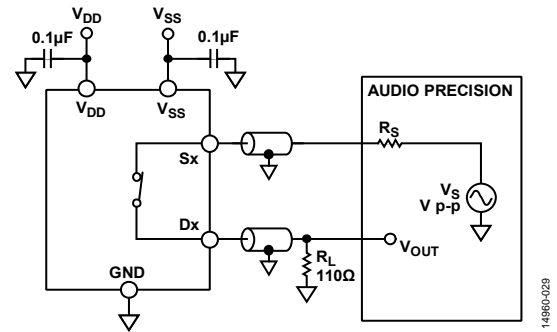 VDD
VSS
0.1µF
0.1µF
VDD
VSS
AUDIO PRECISION
RS
Sx
VS
V p-p
Dx
VOUT
RL
110Ω
GND
14960-029